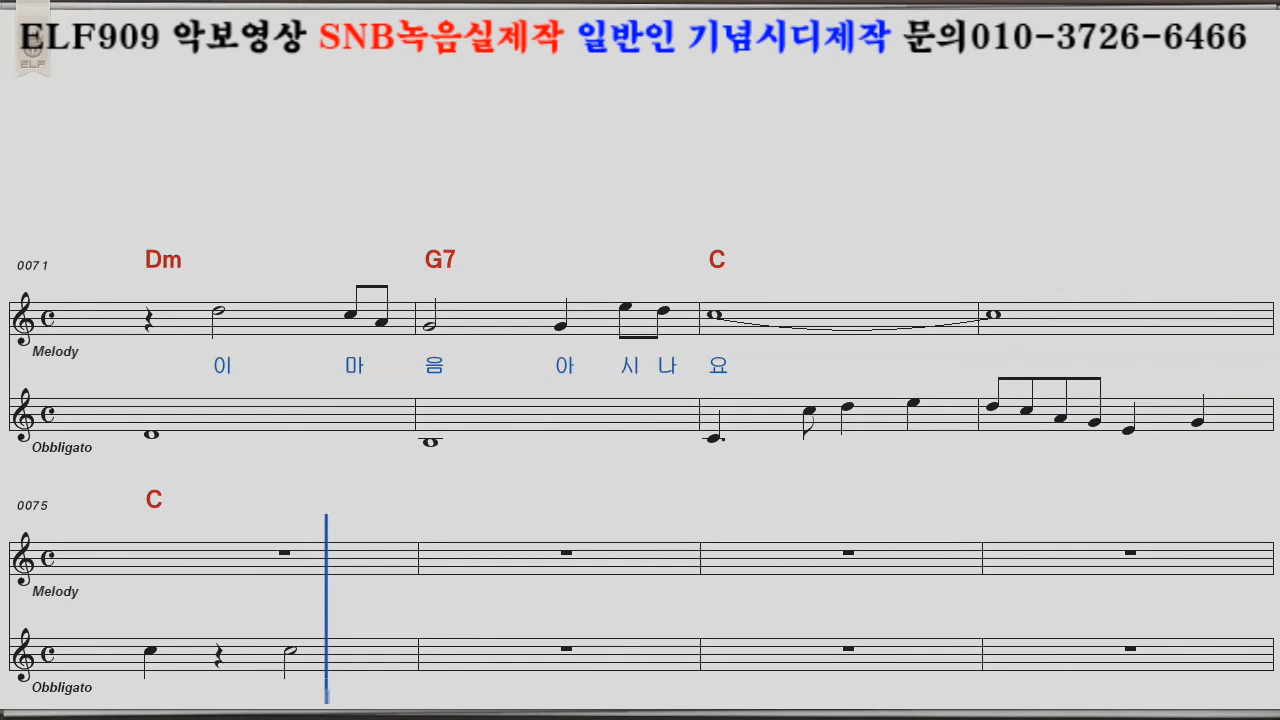 ELF909 악보영상 SNB녹음실제작 일반인 기념시디제작 문의010-3726-6466
ELF
0071 Dm G7 C
Melody
이 마 음 아 시 나 요
Obbligato
0075 C
Melody
Obbligato